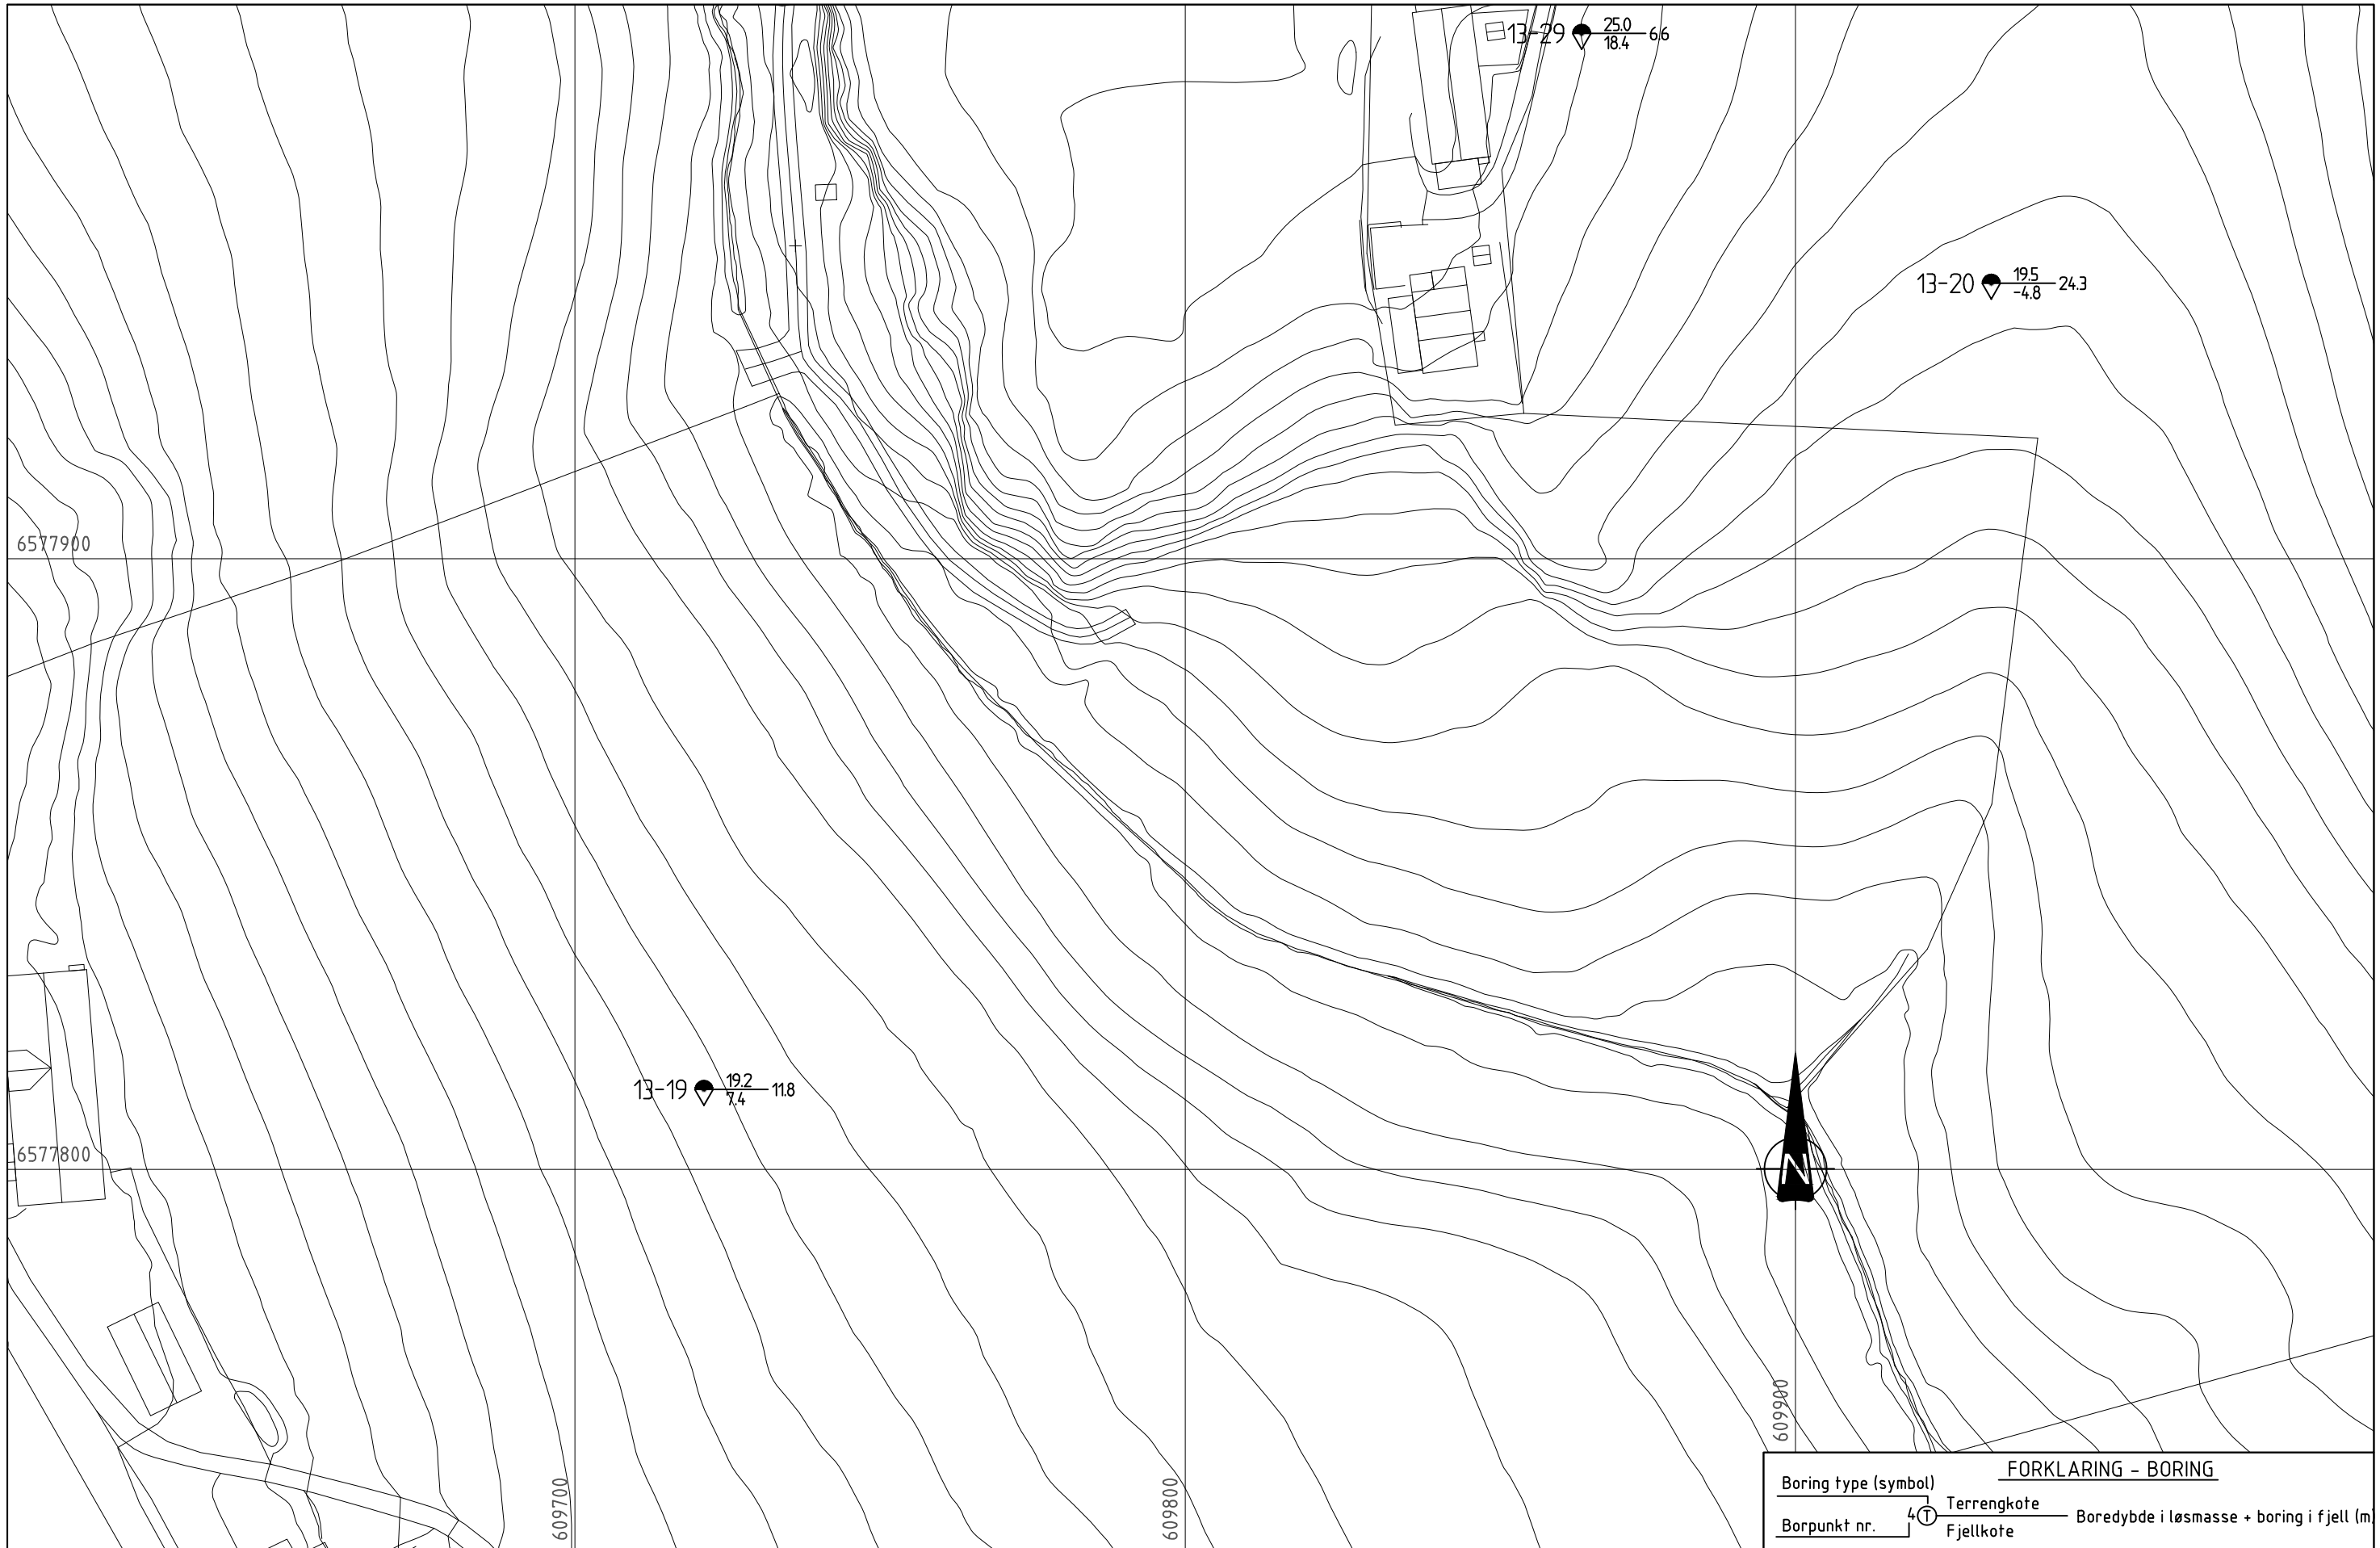 13-29 25.0 6.6
18.4
13-20 19.5 24.3
-4.8
6577900
13-19 19.2 11.8
7.4
6577800
N
609700
609800
609900
FORKLARING - BORING
Boring type (symbol)
Borpunkt nr.
4 T
Terrengkote
Fjellkote
Boredybde i løsmasse + boring i fjell (m